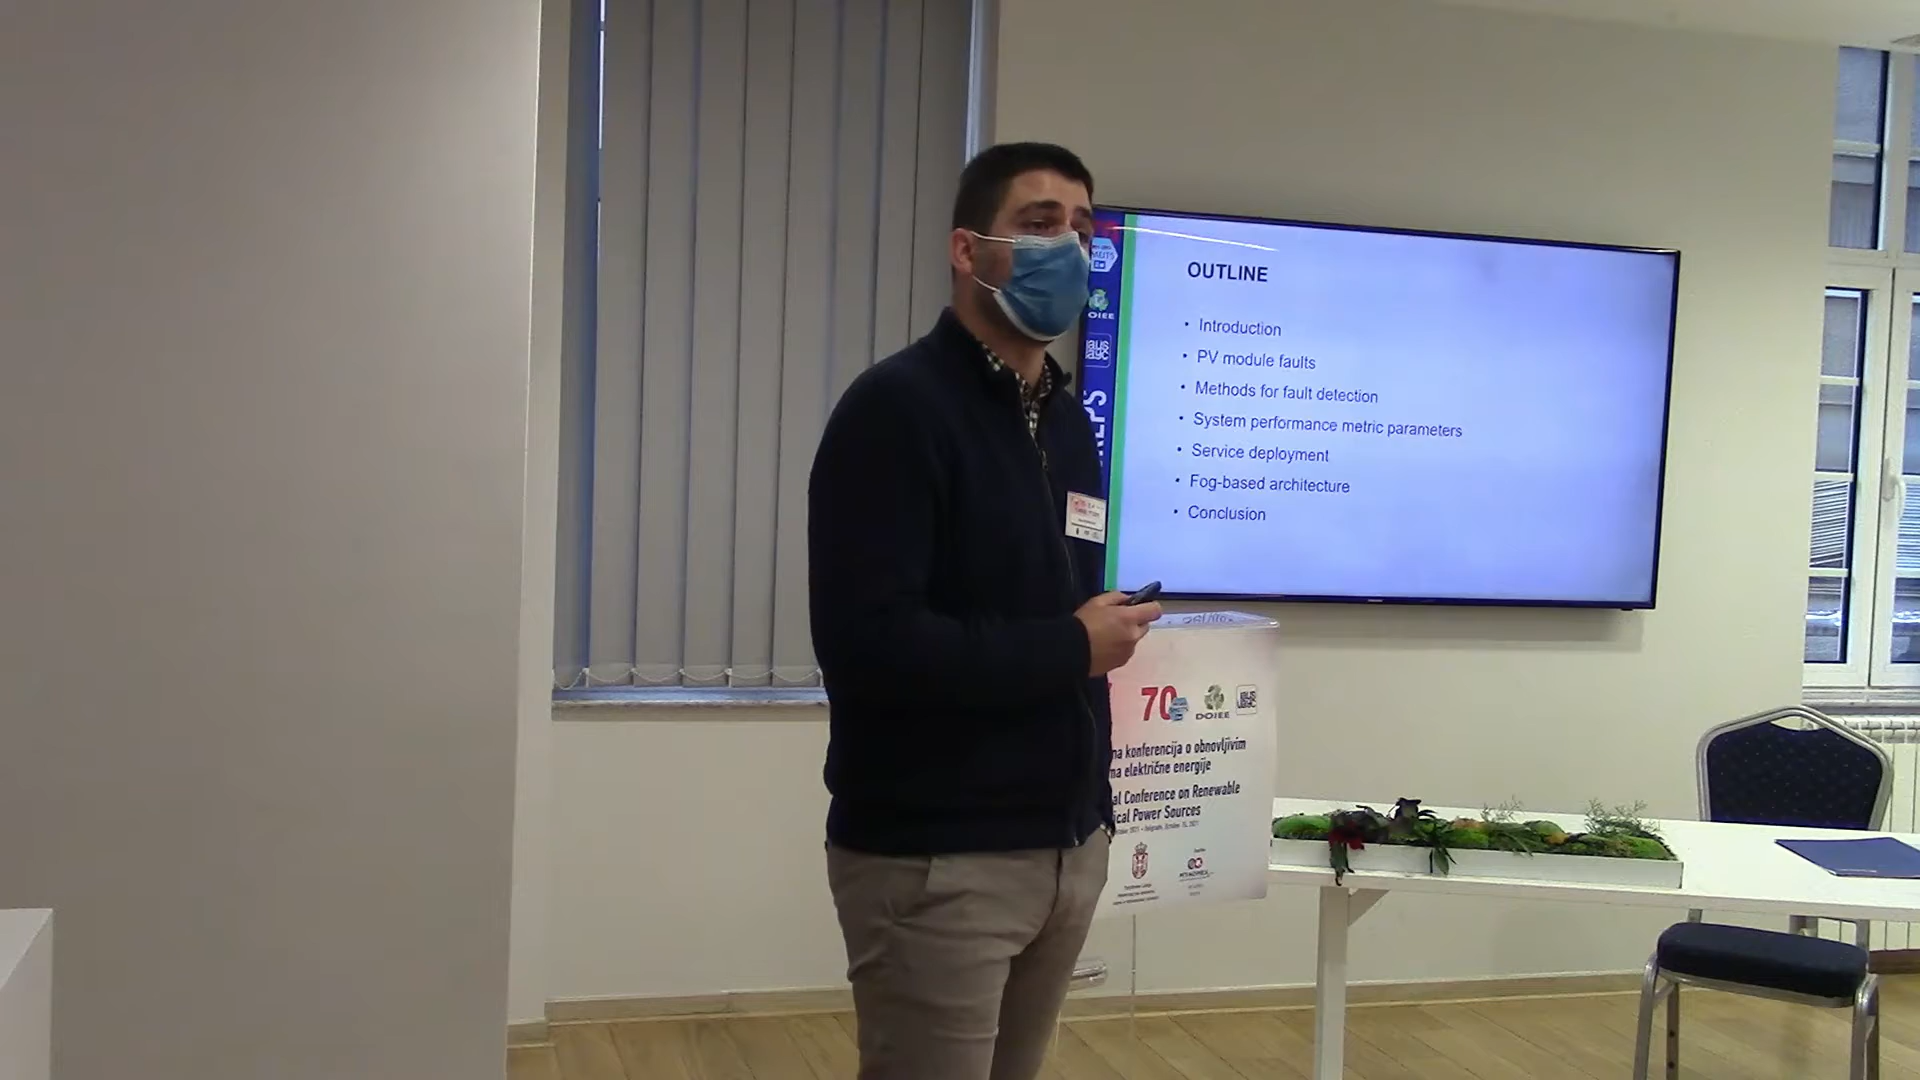 OUTLINE
• Introduction
• PV module faults
• Methods for fault detection
• System performance metric parameters
• Service deployment
• Fog-based architecture
• Conclusion
DOIEE
70
DOIEE
na konferencija o obnovljivim
ma električne energije
al Conference on Renewable
ical Power Sources